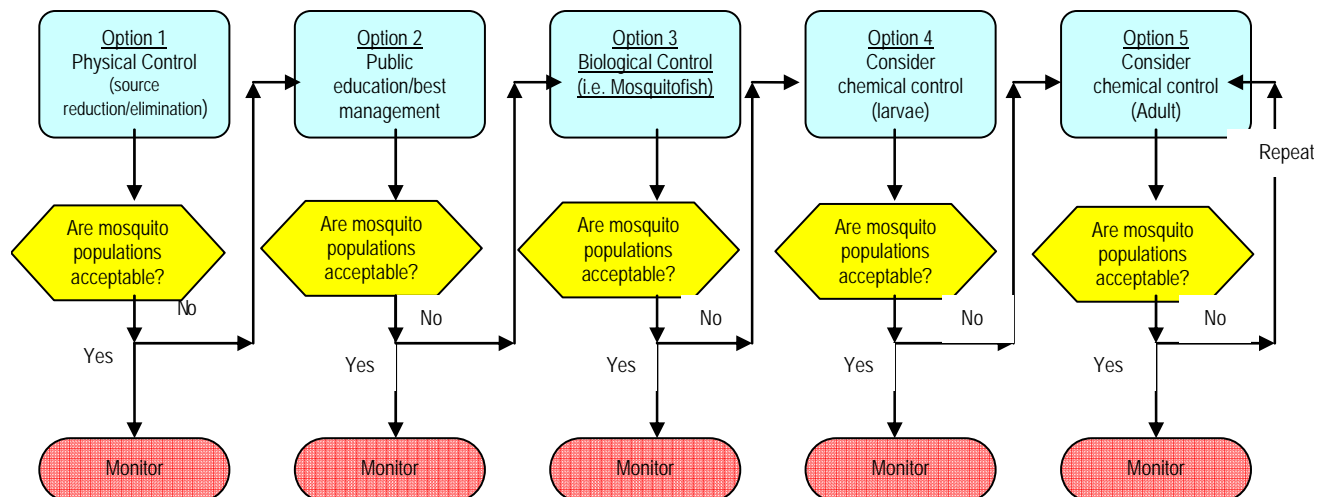 Option 1
Physical Control
(source
reduction/elimination)
Option 2
Public
education/best
management
Option 3
Biological Control
(i.e. Mosquitofish)
Option 4
Consider
chemical control
(larvae)
Option 5
Consider
chemical control
(Adult)
Repeat
Are mosquito
populations
acceptable?
Are mosquito
populations
acceptable?
Are mosquito
populations
acceptable?
Are mosquito
populations
acceptable?
Are mosquito
populations
acceptable?
No
No
No
No
No
Yes
Yes
Yes
Yes
Yes
Monitor
Monitor
Monitor
Monitor
Monitor